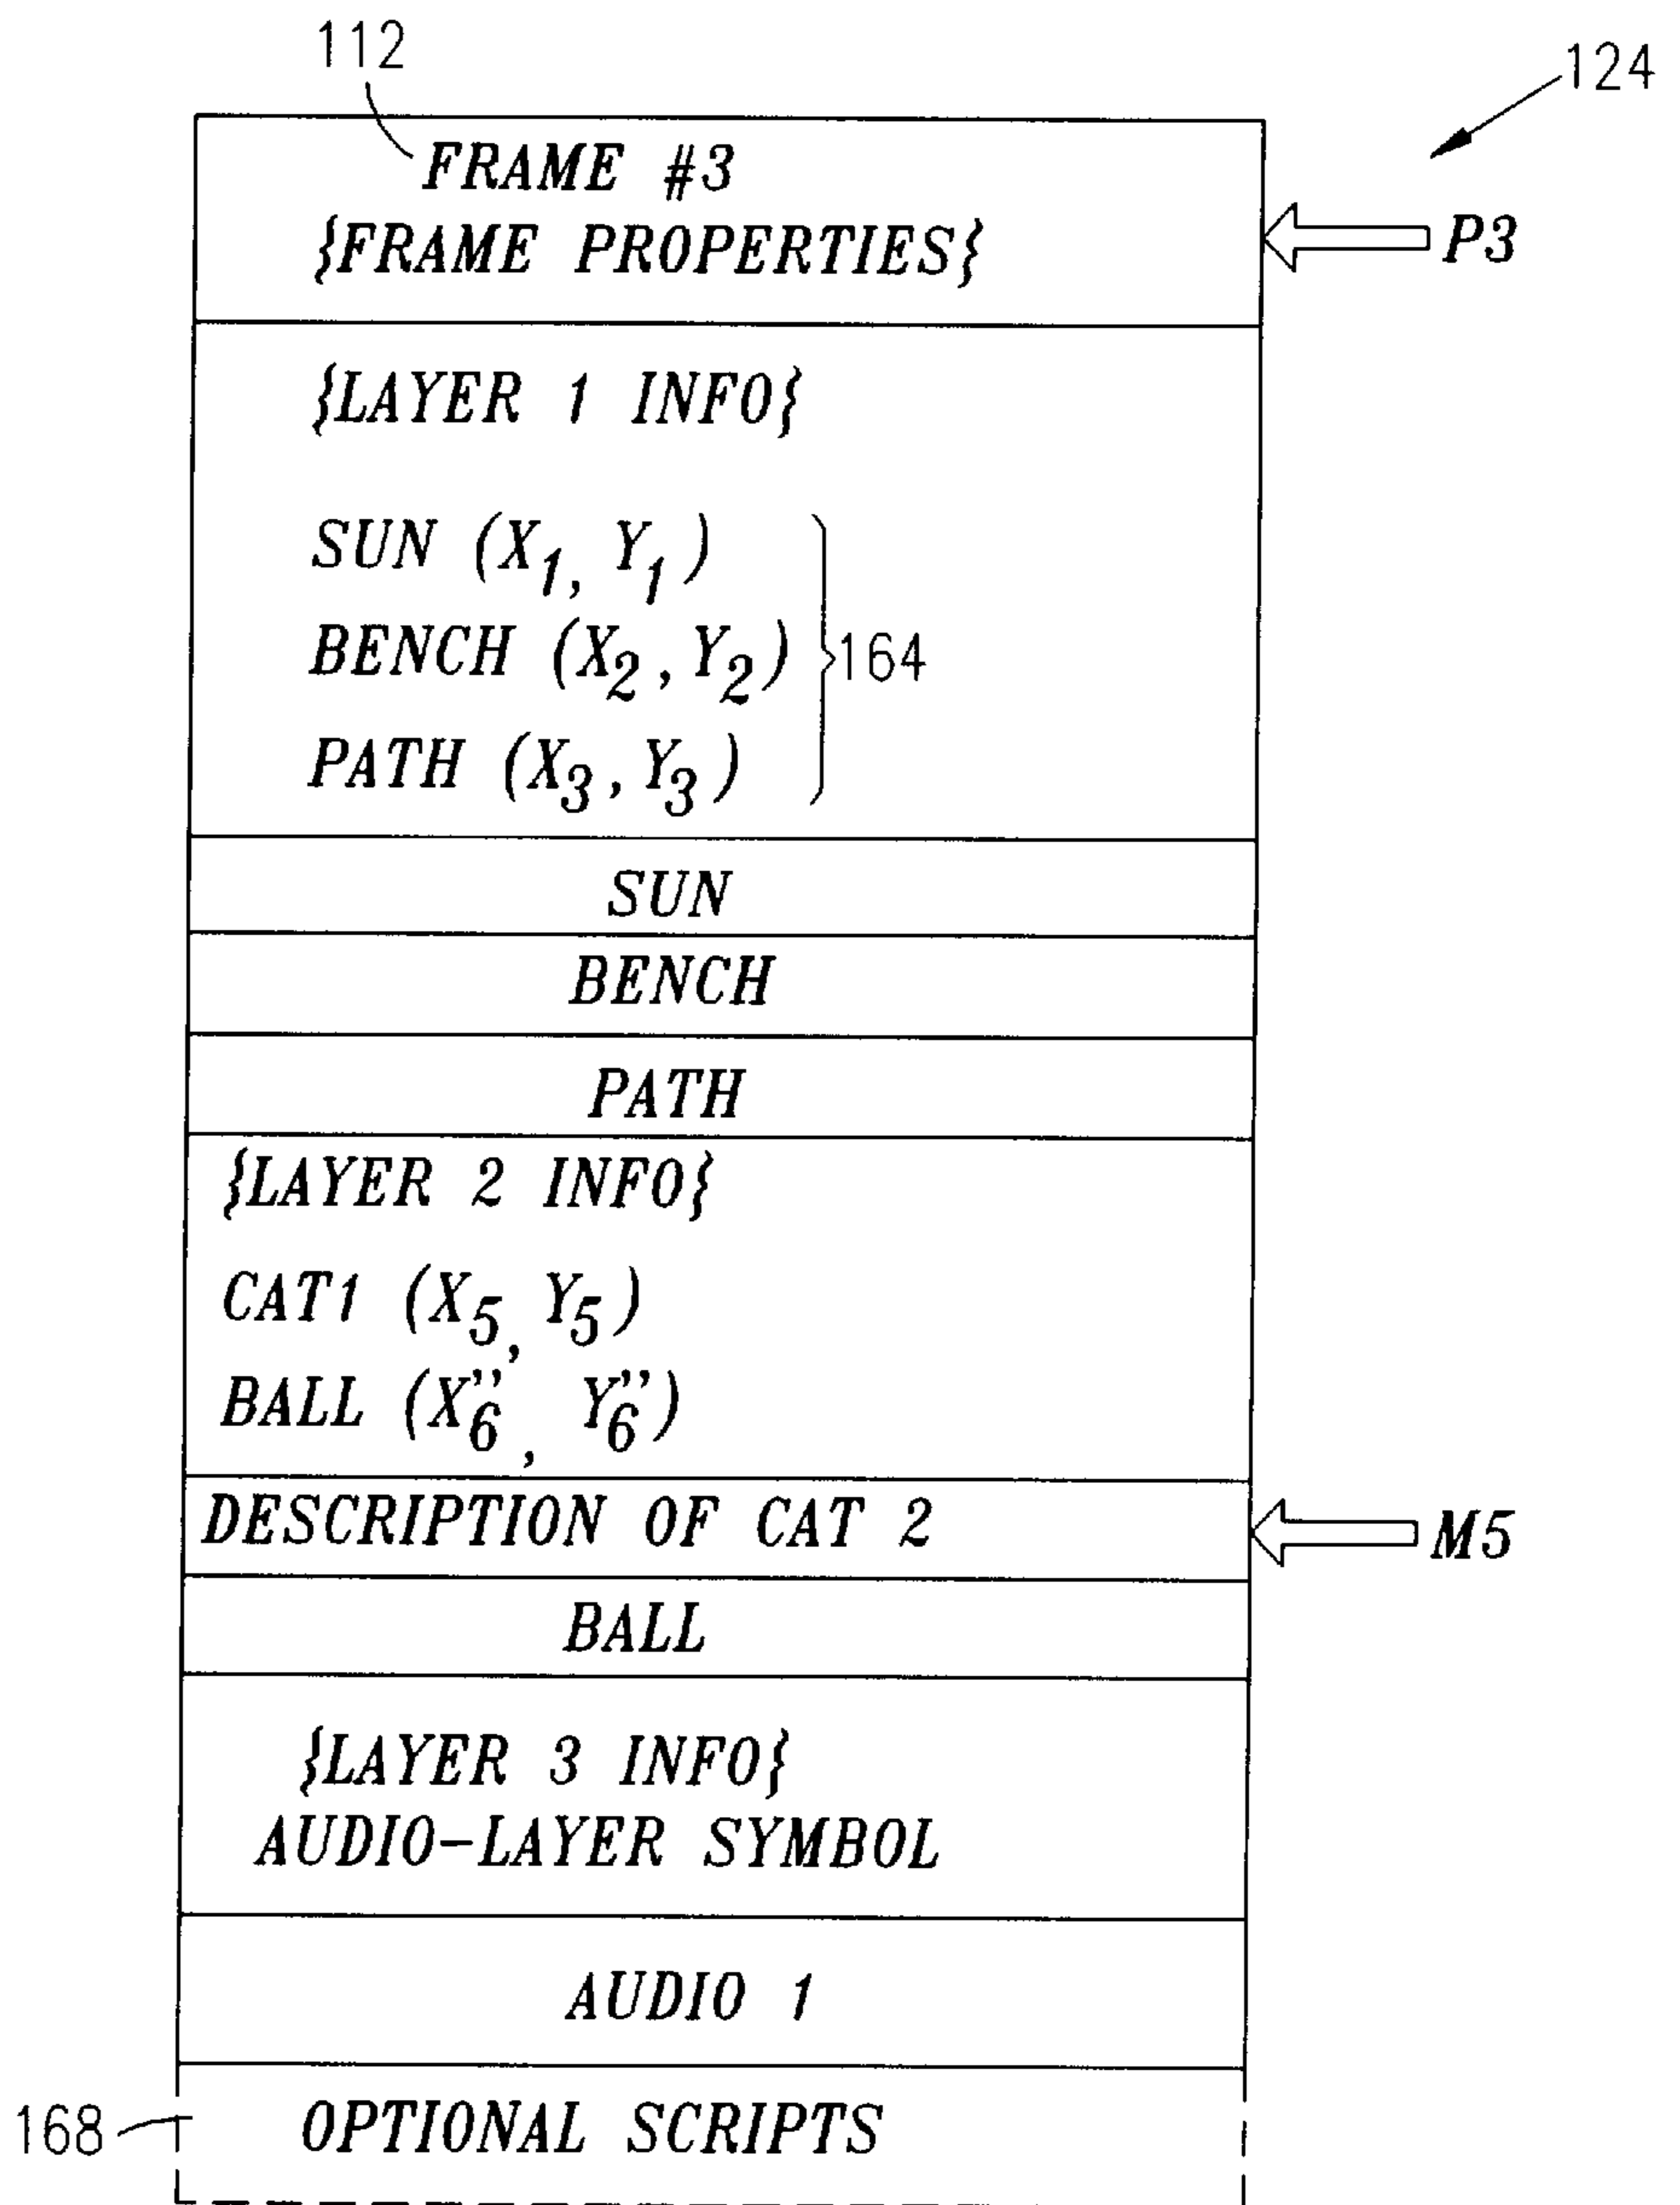 112
124
FRAME #3
{FRAME PROPERTIES}
P3
{LAYER 1 INFO}
SUN (X1, Y1)
BENCH (X2, Y2)
164
PATH (X3, Y3)
SUN
BENCH
PATH
{LAYER 2 INFO}
CAT1 (X5, Y5)
BALL (X6", Y6")
DESCRIPTION OF CAT 2
M5
BALL
{LAYER 3 INFO}
AUDIO-LAYER SYMBOL
AUDIO 1
168
OPTIONAL SCRIPTS